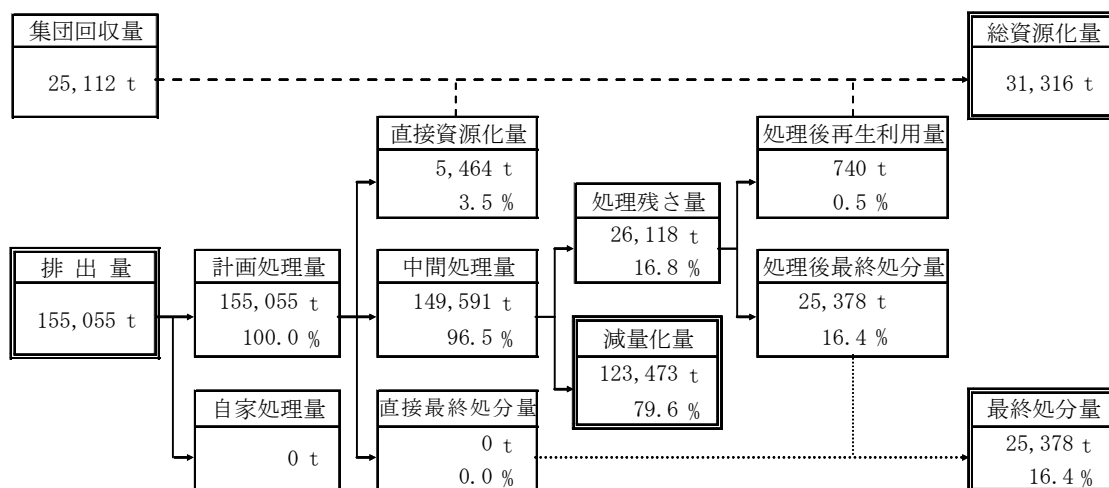 集団回収量
25,112 t
総資源化量
31,316 t
直接資源化量
5,464 t
3.5 %
処理後再生利用量
740 t
0.5 %
処理残さ量
26,118 t
16.8 %
排 出 量
155,055 t
計画処理量
155,055 t
100.0 %
中間処理量
149,591 t
96.5 %
処理後最終処分量
25,378 t
16.4 %
減量化量
123,473 t
79.6 %
自家処理量
0 t
直接最終処分量
0 t
0.0 %
最終処分量
25,378 t
16.4 %